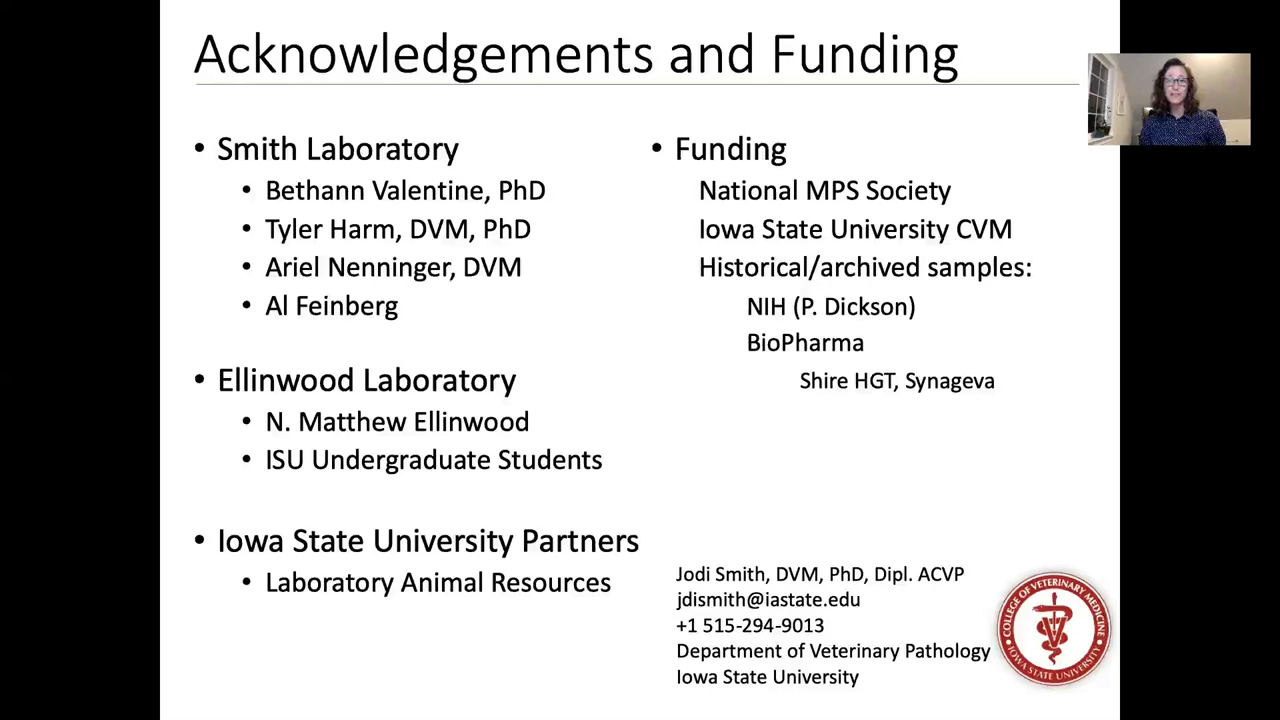 Acknowledgements and Funding
• Smith Laboratory
• Bethann Valentine, PhD
• Tyler Harm, DVM, PhD
• Ariel Nenninger, DVM
• Al Feinberg
• Ellinwood Laboratory
• N. Matthew Ellinwood
• ISU Undergraduate Students
• Iowa State University Partners
• Laboratory Animal Resources
• Funding
National MPS Society
Iowa State University CVM
Historical/archived samples:
NIH (P. Dickson)
BioPharma
Shire HGT, Synageva
Jodi Smith, DVM, PhD, Dipl. ACVP
jdismith@iastate.edu
+1 515-294-9013
Department of Veterinary Pathology
Iowa State University
COLLEGE OF VETERINARY MEDICINE
IOWA STATE UNIVERSITY